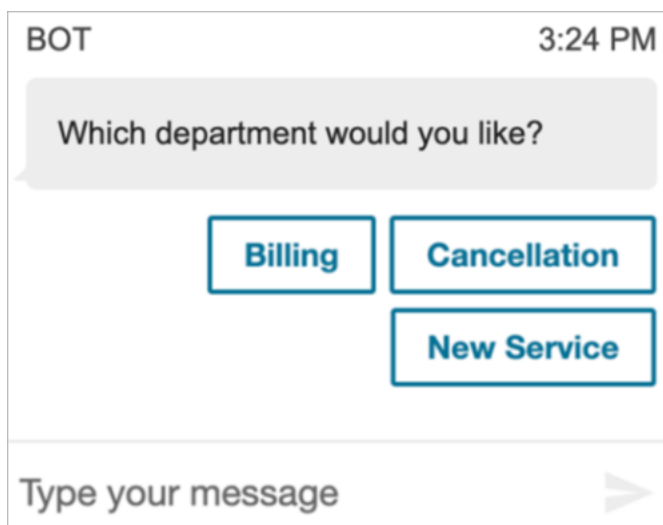 BOT 3:24 PM
Which department would you like?
Billing Cancellation
New Service
Type your message